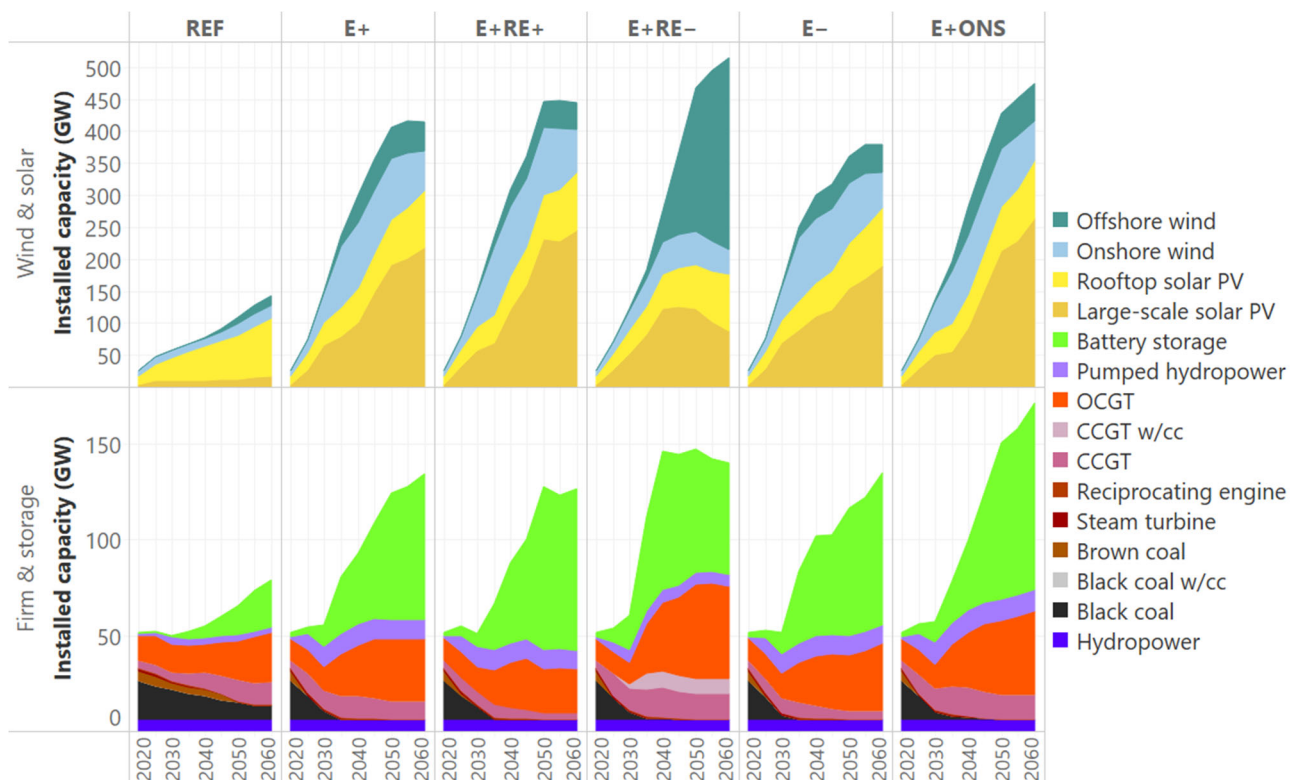 REF E+ E+RE+ E+RE− E− E+ONS
Wind & solar
Installed capacity (GW)
500
450
400
350
300
250
200
150
100
50
Firm & storage
Installed capacity (GW)
150
100
50
0
2020 2030 2040 2050 2060 2020 2030 2040 2050 2060 2020 2030 2040 2050 2060 2020 2030 2040 2050 2060 2020 2030 2040 2050 2060 2020 2030 2040 2050 2060
Offshore wind
Onshore wind
Rooftop solar PV
Large-scale solar PV
Battery storage
Pumped hydropower
OCGT
CCGT w/cc
CCGT
Reciprocating engine
Steam turbine
Brown coal
Black coal w/cc
Black coal
Hydropower